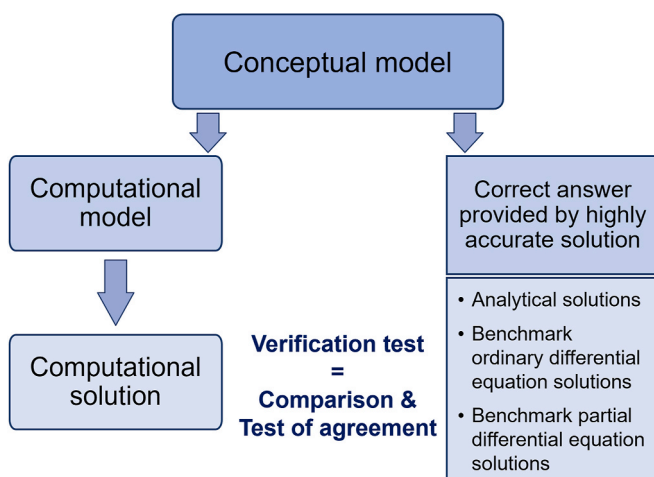 Conceptual model
Computational
model
Correct answer
provided by highly
accurate solution
Computational
solution
Verification test
=
Comparison &
Test of agreement
• Analytical solutions
• Benchmark
ordinary differential
equation solutions
• Benchmark partial
differential equation
solutions